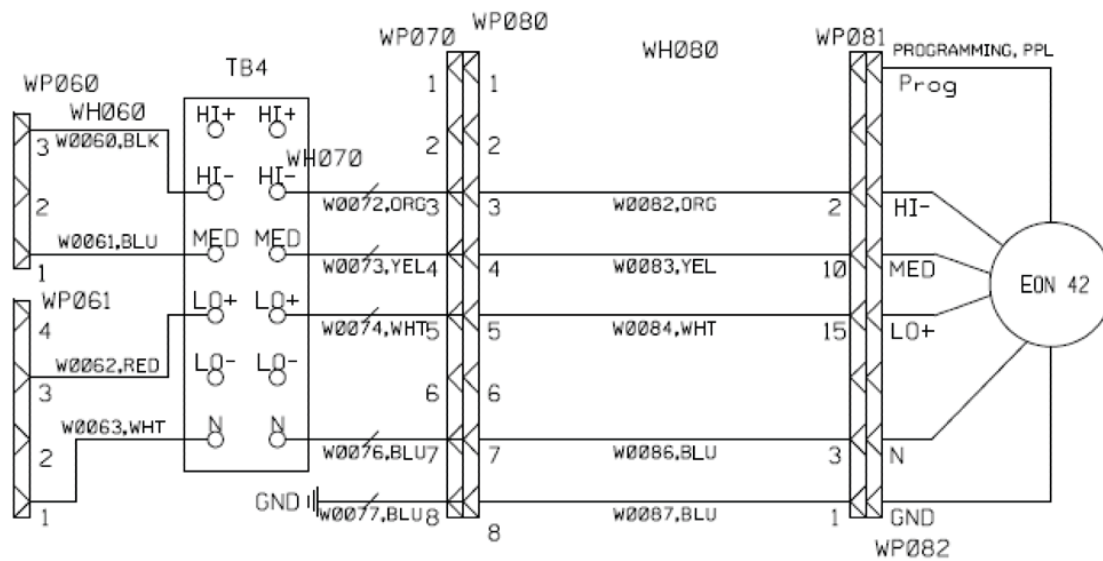 WP060
WH060
W0060,BLK
3
2
W0061,BLU
1
WP061
4
W0062,RED
3
W0063,WHT
2
1
TB4
HI+ HI+
HI- HI-
MED MED
LO+ LO+
LO- LO-
N N
GND
WH070
W0072,ORG
W0073,YEL
W0074,WHT
W0076,BLU
W0077,BLU
WP070
1
2
3
4
5
6
7
8
WP080
1
2
3
4
5
6
7
8
WH080
W0082,ORG
W0083,YEL
W0084,WHT
W0086,BLU
W0087,BLU
WP081
2
10
15
3
1
PROGRAMMING, PPL
Prog
HI-
MED
LO+
N
GND
WP082
EON 42